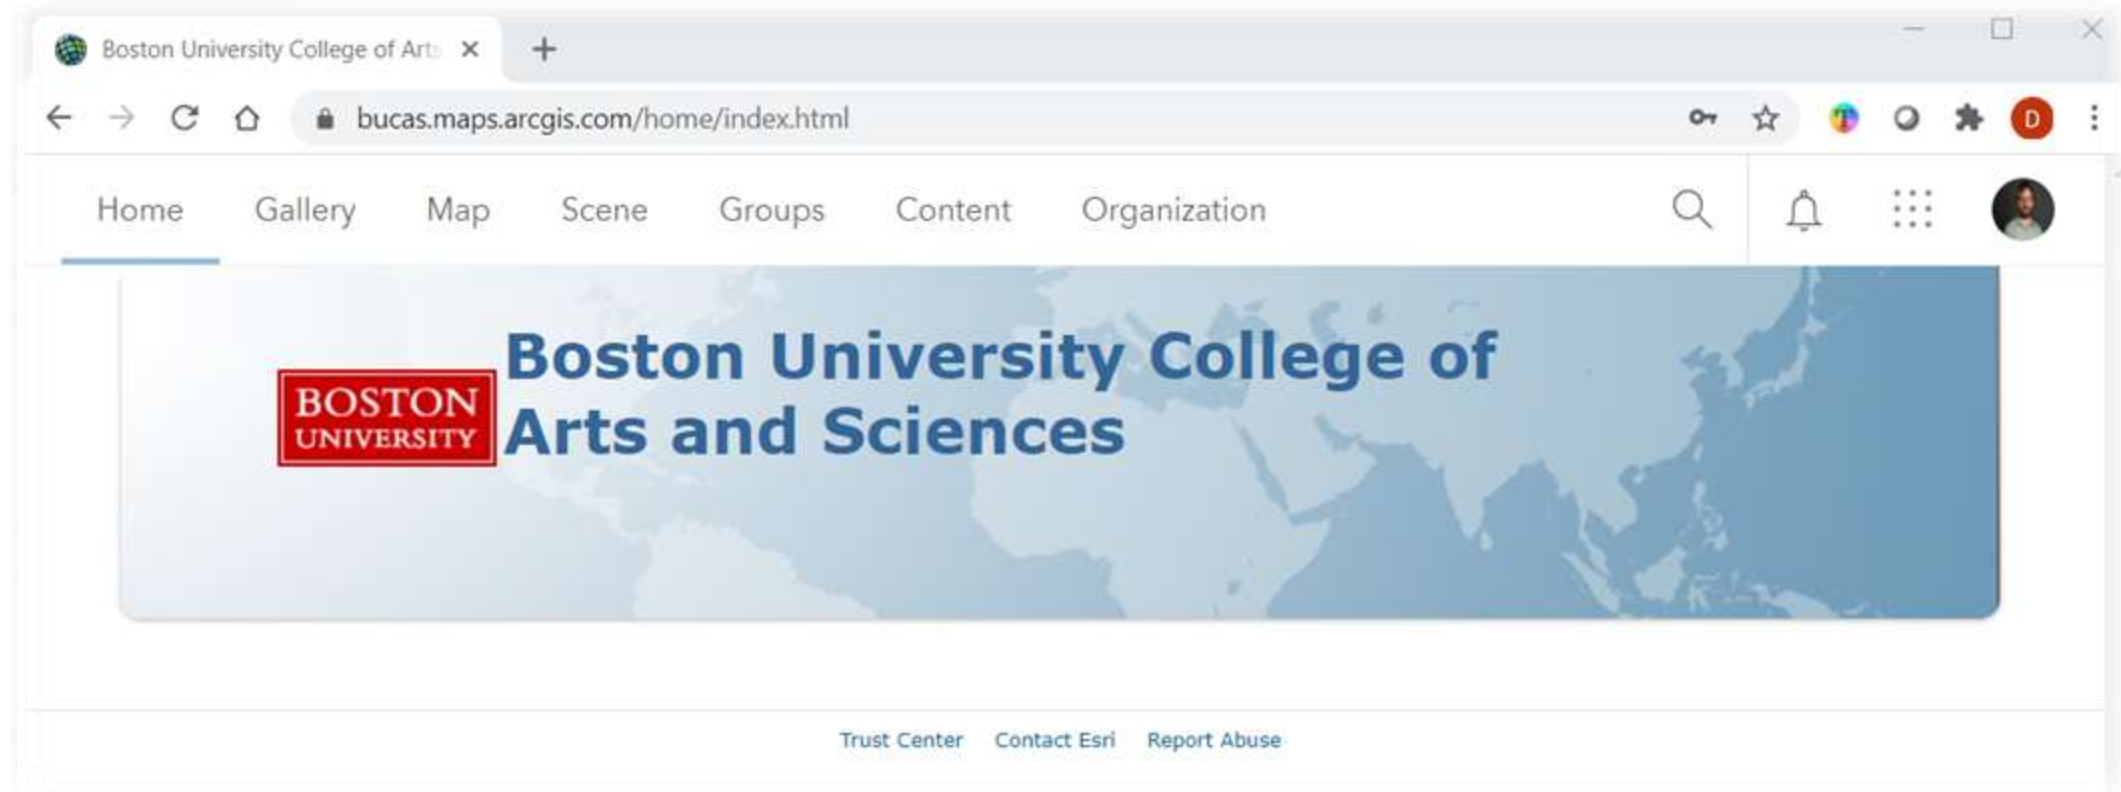 Boston University College of Arts
bucas.maps.arcgis.com/home/index.html
D
Home Gallery Map Scene Groups Content Organization
BOSTON
UNIVERSITY
Boston University College of
Arts and Sciences
Trust Center Contact Esri Report Abuse